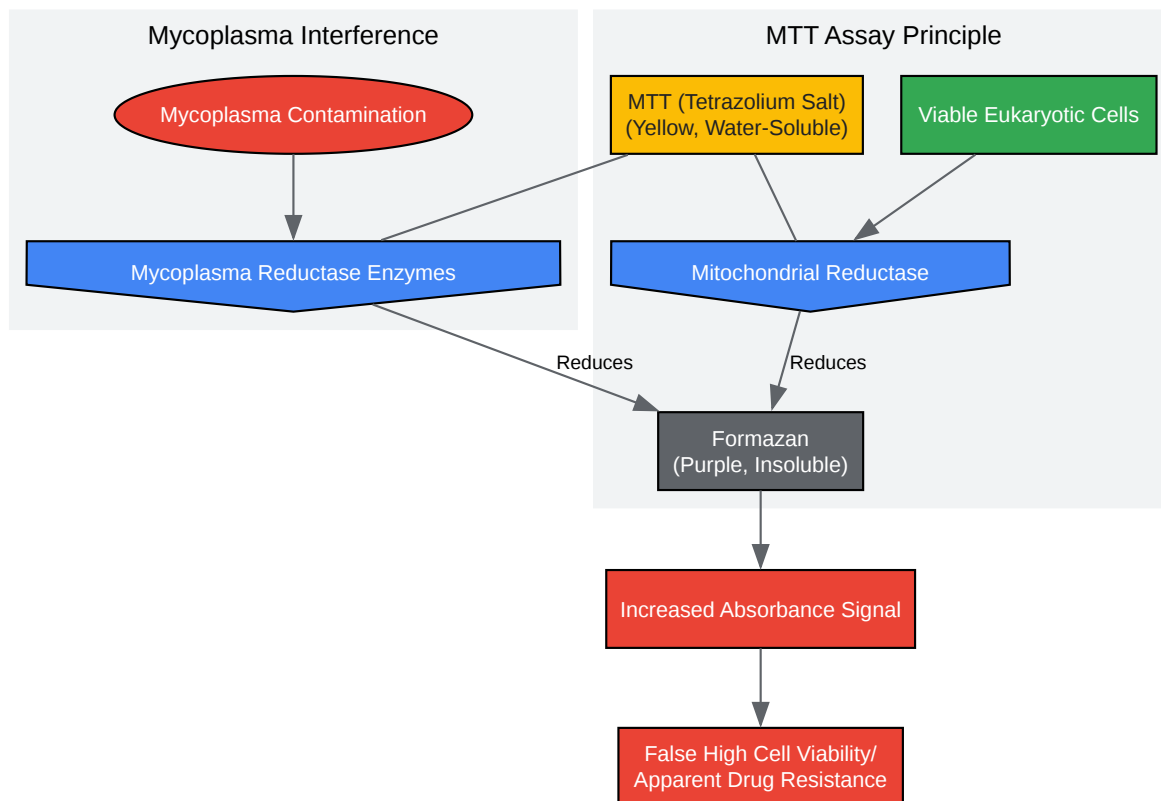 Mycoplasma Interference
MTT Assay Principle
Mycoplasma Contamination
MTT (Tetrazolium Salt)
(Yellow, Water-Soluble)
Viable Eukaryotic Cells
Mycoplasma Reductase Enzymes
Mitochondrial Reductase
Reduces
Reduces
Formazan
(Purple, Insoluble)
Increased Absorbance Signal
False High Cell Viability/
Apparent Drug Resistance